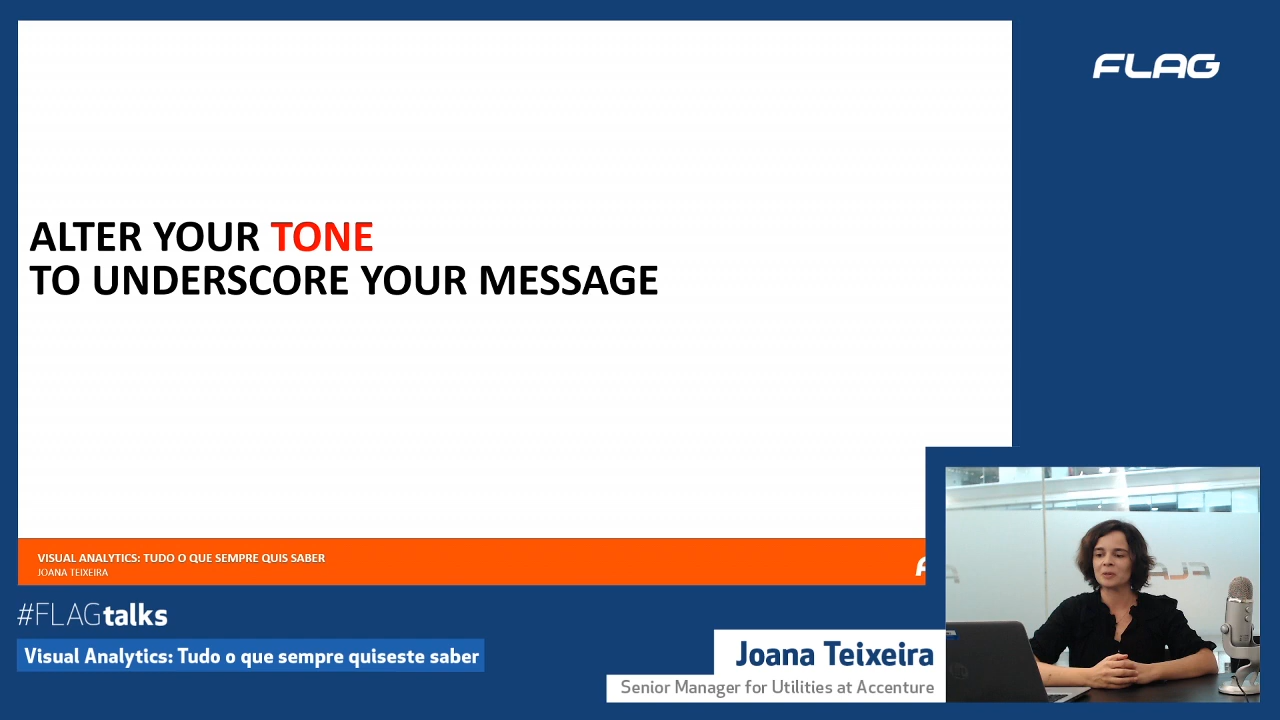 FLAG
ALTER YOUR TONE
TO UNDERSCORE YOUR MESSAGE
VISUAL ANALYTICS: TUDO O QUE SEMPRE QUIS SABER
JOANA TEIXEIRA
#FLAGtalks
Visual Analytics: Tudo o que sempre quiseste saber
Joana Teixeira
Senior Manager for Utilities at Accenture